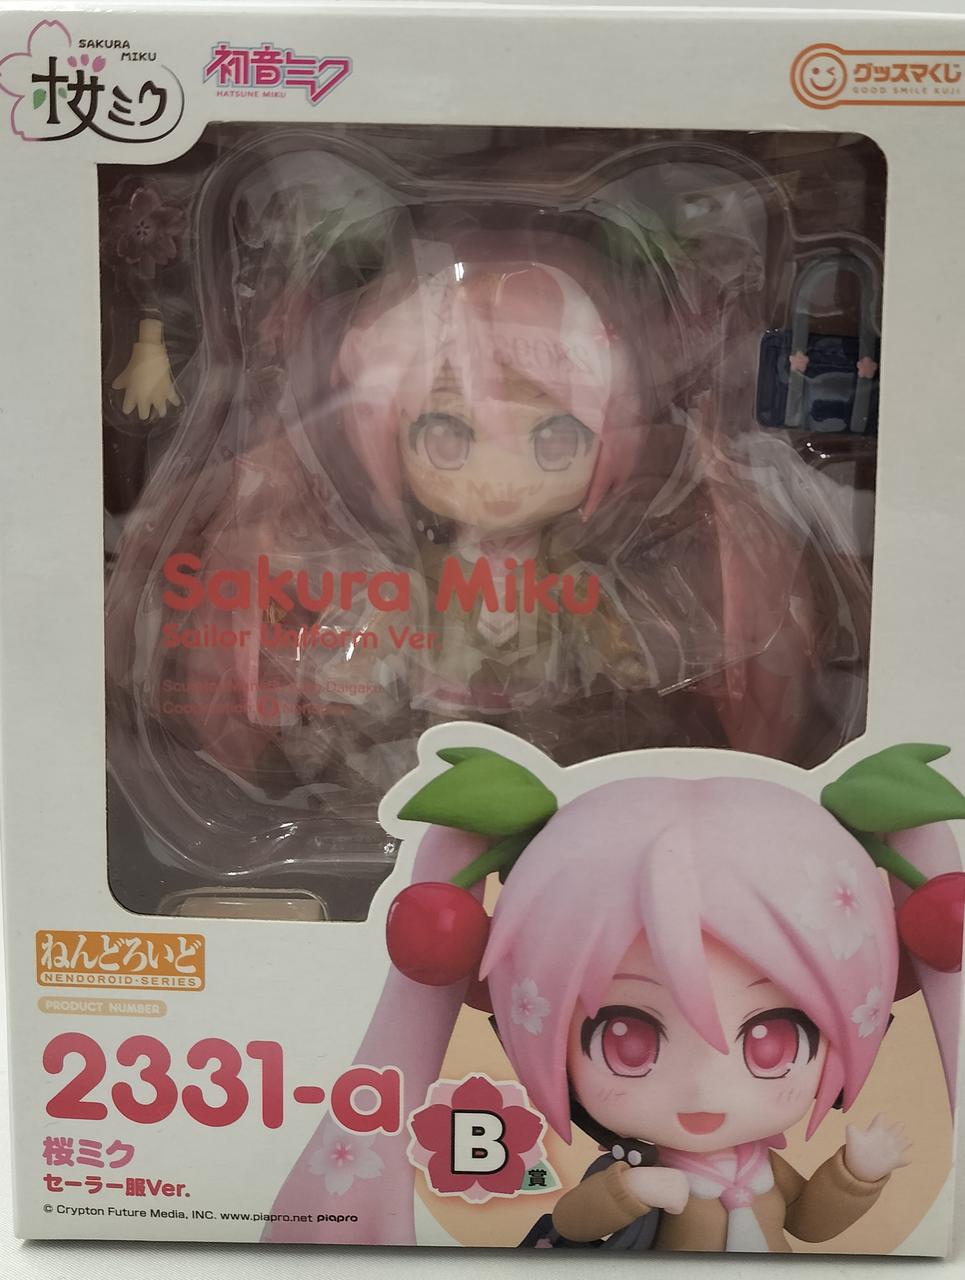 SAKURA
MIKU
桜ミク
初音ミク
HATSUNE MIKU
グッスマくじ
GOOD SMILE KUJI
Sakura Miku
Sailor Uniform Ver.
Daigaku
ねんどろいど
NENDOROID·SERIES
PRODUCT NUMBER
2331-a
B
賞
桜ミク
セーラー服Ver.
© Crypton Future Media, INC. www.piapro.net piapro